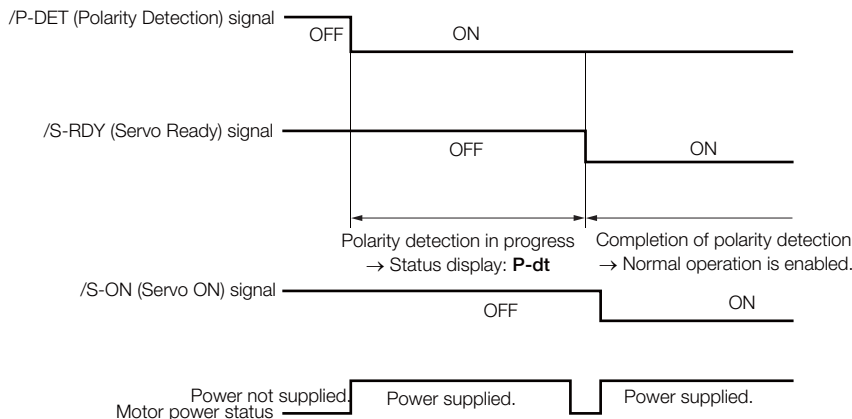 /P-DET (Polarity Detection) signal
OFF
ON
/S-RDY (Servo Ready) signal
OFF
ON
Polarity detection in progress
→ Status display: P-dt
Completion of polarity detection
→ Normal operation is enabled.
/S-ON (Servo ON) signal
OFF
ON
Power not supplied.
Power supplied.
Power supplied.
Motor power status